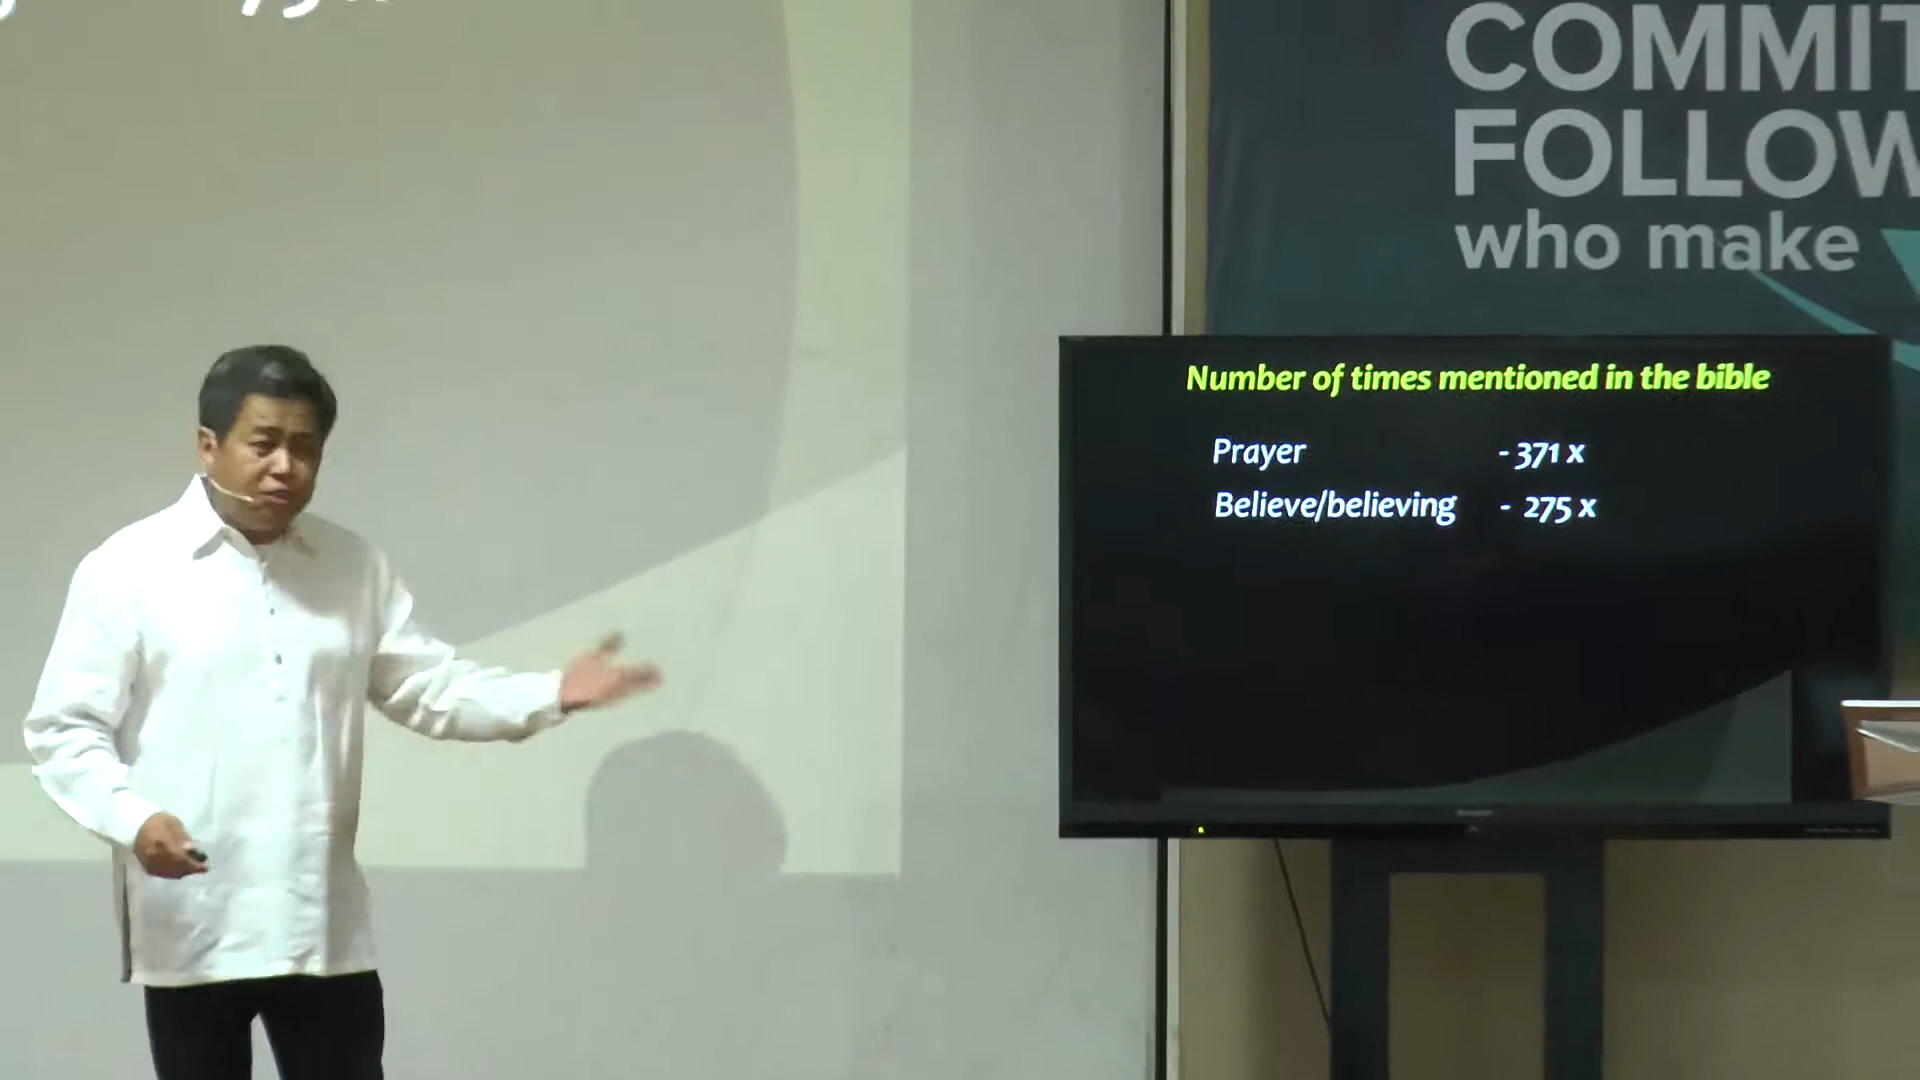 COMMIT
FOLLOW
who make
Number of times mentioned in the bible
Prayer - 371 x
Believe/believing - 275 x